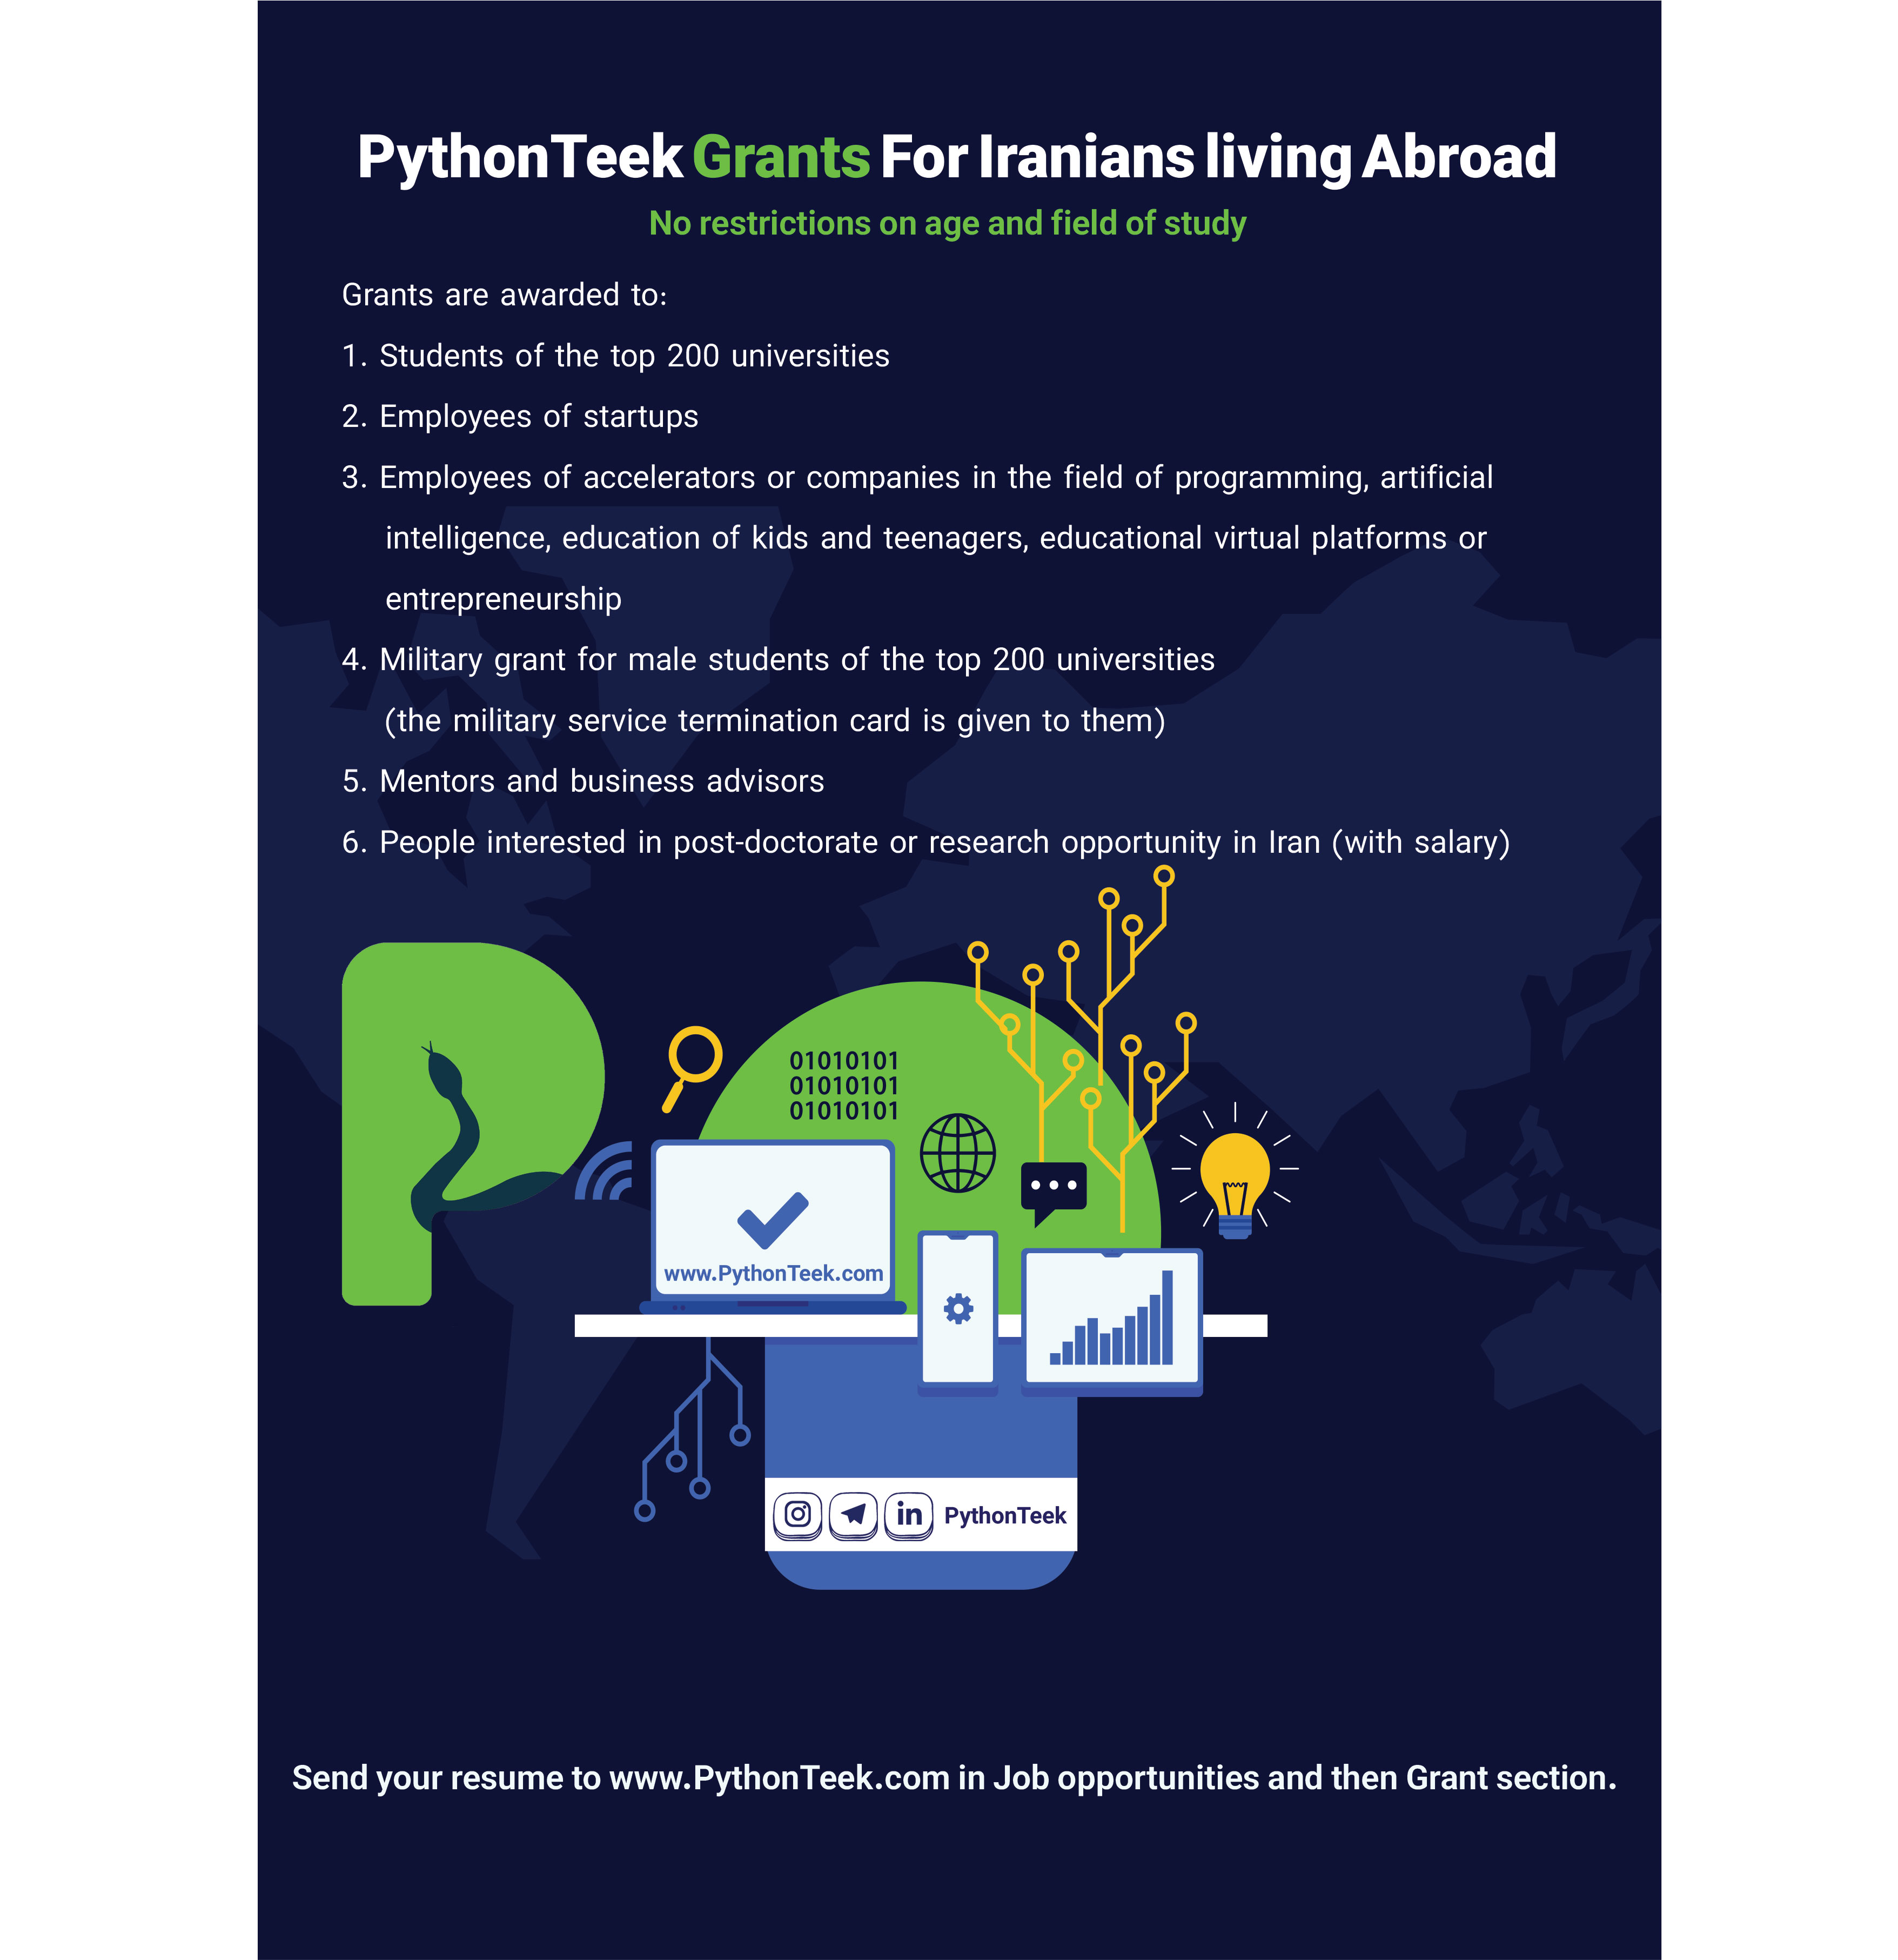 PythonTeek Grants For Iranians living Abroad
No restrictions on age and field of study
Grants are awarded to:
1. Students of the top 200 universities
2. Employees of startups
3. Employees of accelerators or companies in the field of programming, artificial
intelligence, education of kids and teenagers, educational virtual platforms or
entrepreneurship
4. Military grant for male students of the top 200 universities
(the military service termination card is given to them)
5. Mentors and business advisors
6. People interested in post-doctorate or research opportunity in Iran (with salary)
01010101
01010101
01010101
www.PythonTeek.com
in PythonTeek
Send your resume to www.PythonTeek.com in Job opportunities and then Grant section.